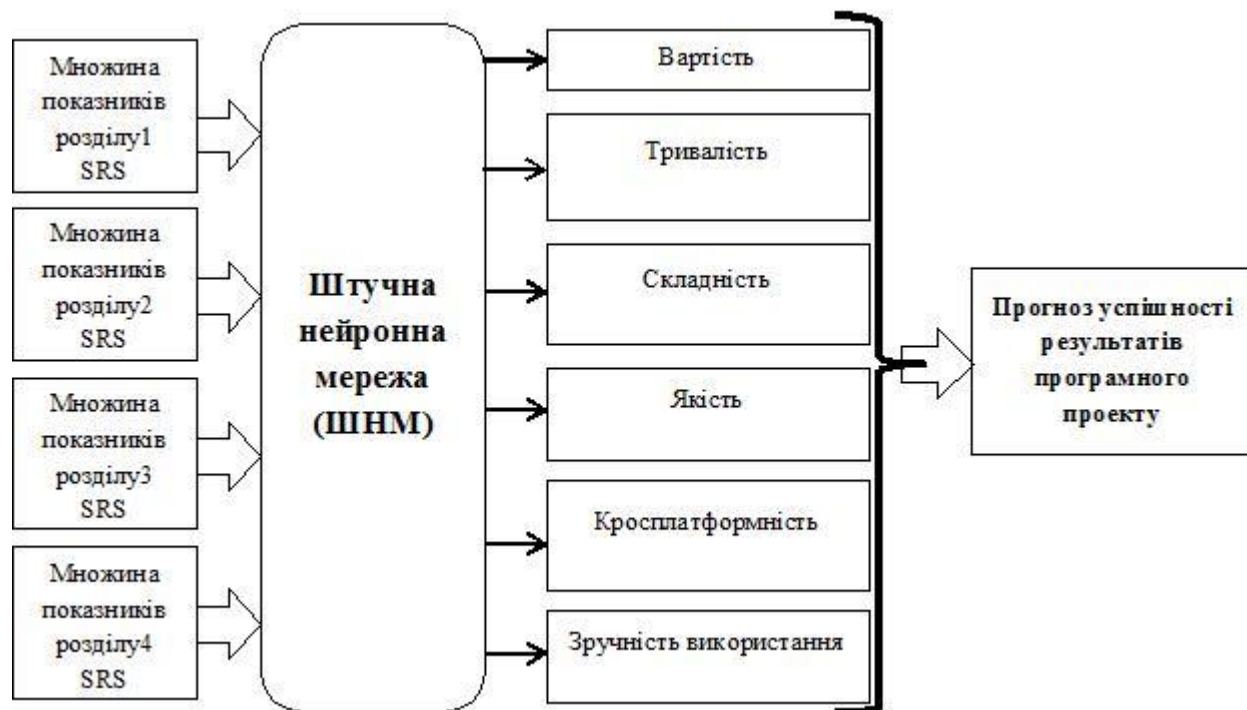 Множина
показників
розділу1
SRS
Множина
показників
розділу2
SRS
Множина
показників
розділу3
SRS
Множина
показників
розділу4
SRS
Штучна
нейронна
мережа
(ШНМ)
Вартість
Тривалість
Складність
Якість
Кросплатформність
Зручність використання
Прогноз успішності
результатів
програмного
проекту